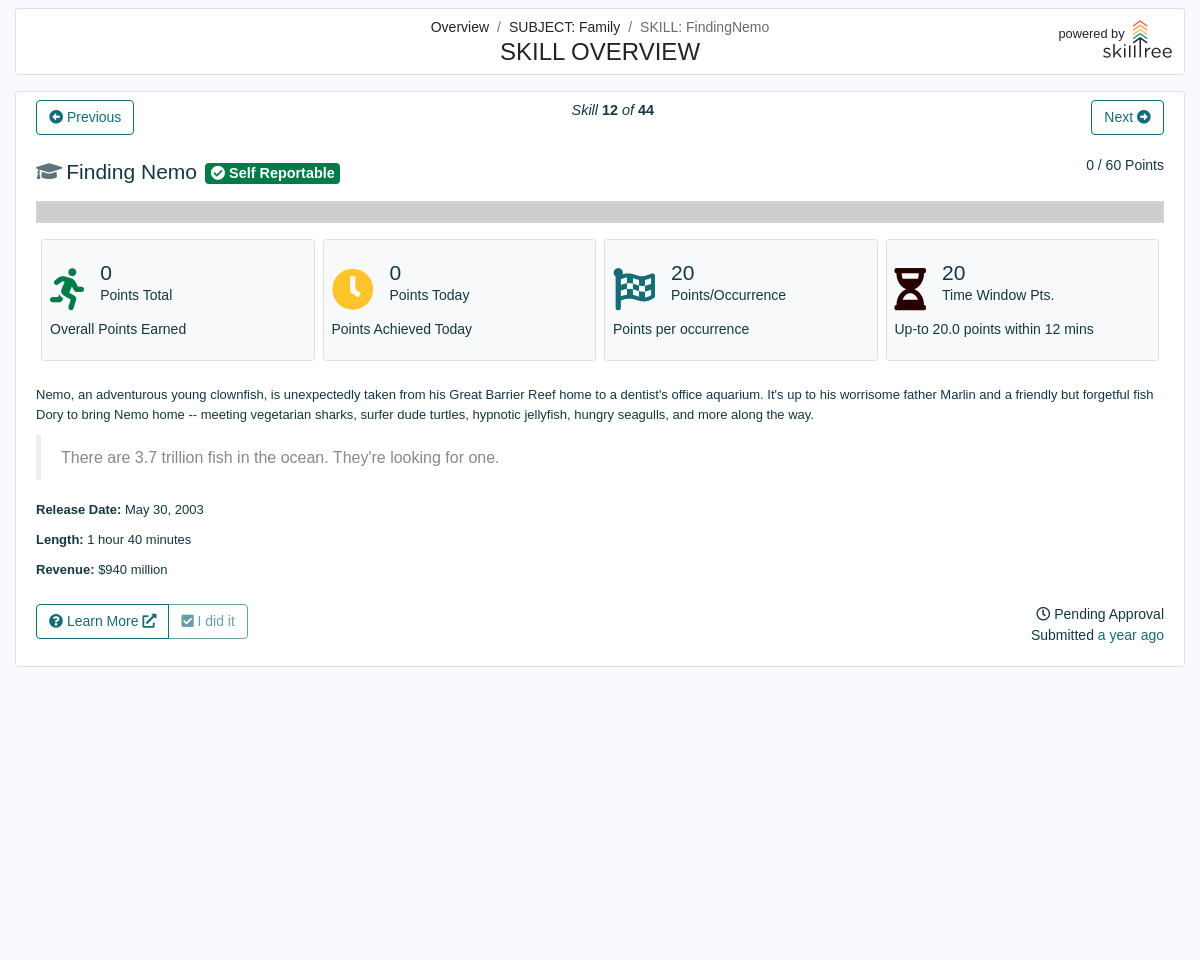 Overview / SUBJECT: Family / SKILL: FindingNemo
SKILL OVERVIEW
powered by
skilltree
Previous
Skill 12 of 44
Next
Finding Nemo Self Reportable
0 / 60 Points
0
Points Total
Overall Points Earned
0
Points Today
Points Achieved Today
20
Points/Occurrence
Points per occurrence
20
Time Window Pts.
Up-to 20.0 points within 12 mins
Nemo, an adventurous young clownfish, is unexpectedly taken from his Great Barrier Reef home to a dentist's office aquarium. It's up to his worrisome father Marlin and a friendly but forgetful fish
Dory to bring Nemo home -- meeting vegetarian sharks, surfer dude turtles, hypnotic jellyfish, hungry seagulls, and more along the way.
There are 3.7 trillion fish in the ocean. They're looking for one.
Release Date: May 30, 2003
Length: 1 hour 40 minutes
Revenue: $940 million
Learn More
I did it
Pending Approval
Submitted a year ago